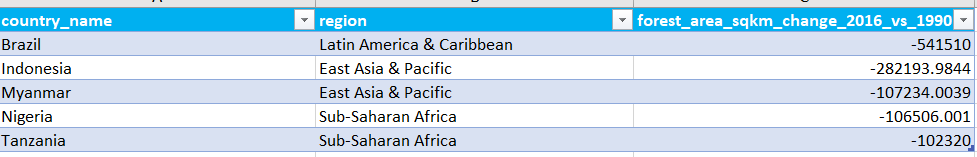 country_name region forest_area_sqkm_change_2016_vs_1990
Brazil Latin America & Caribbean -541510
Indonesia East Asia & Pacific -282193.9844
Myanmar East Asia & Pacific -107234.0039
Nigeria Sub-Saharan Africa -106506.001
Tanzania Sub-Saharan Africa -102320